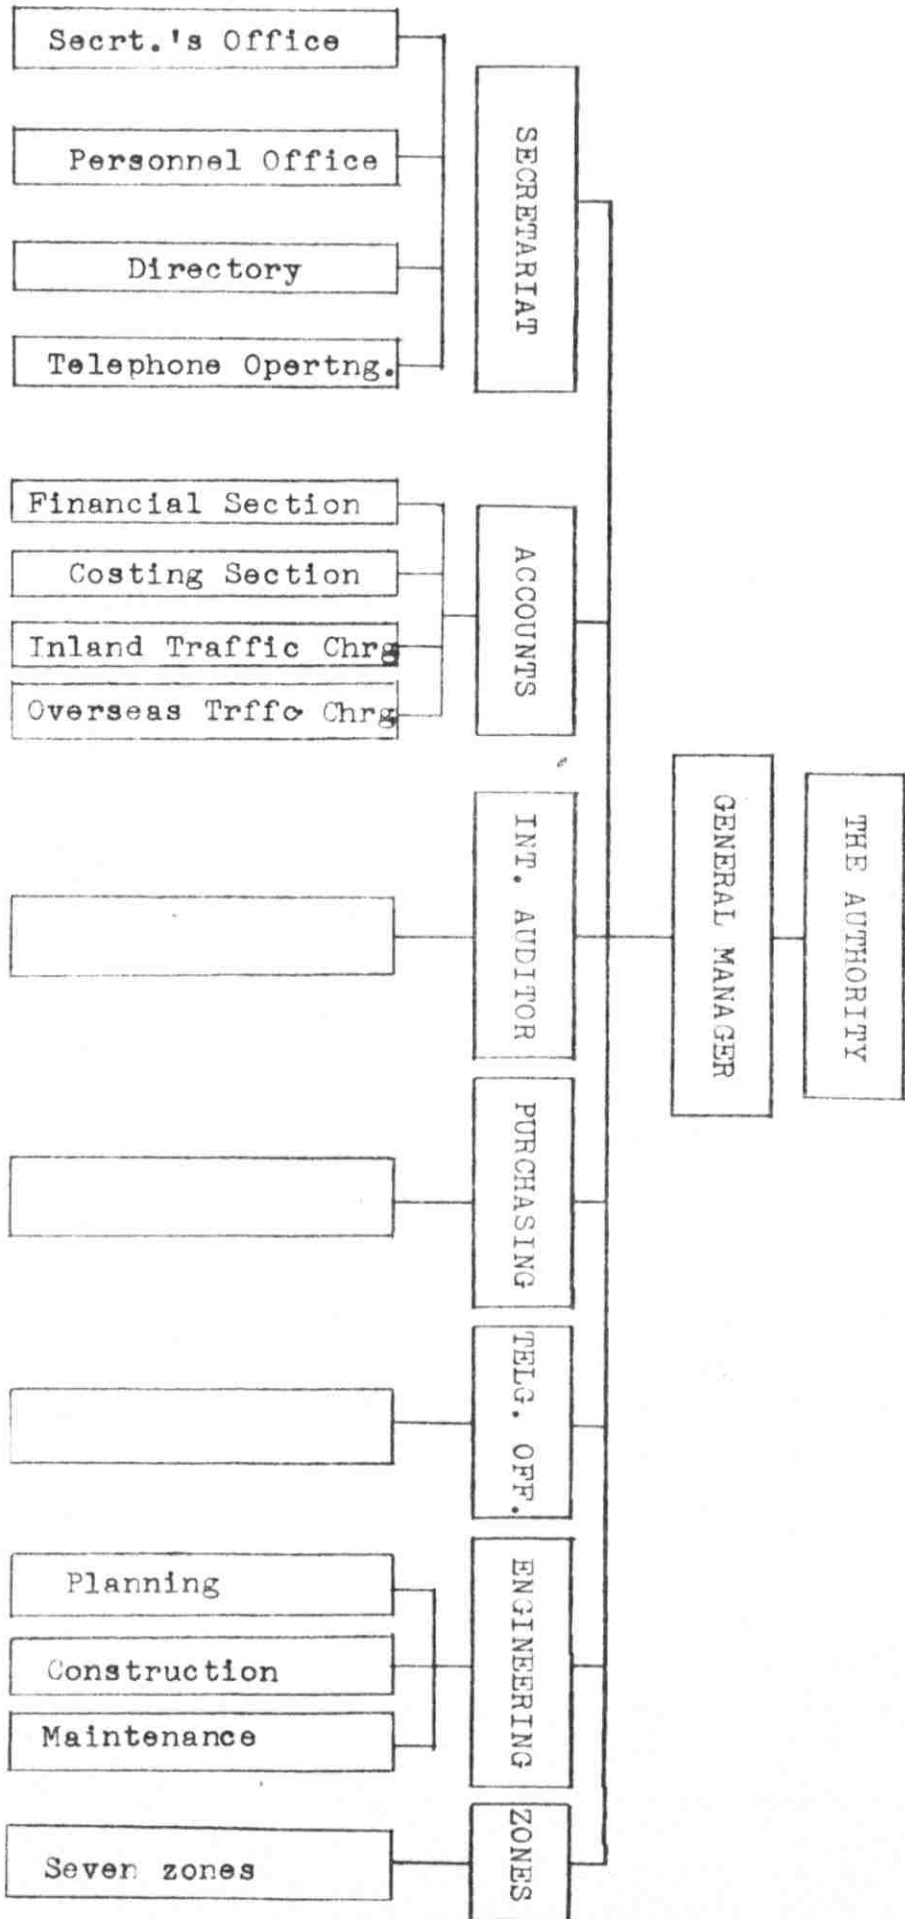 THE AUTHORITY
GENERAL MANAGER
SECRETARIAT
Secrt.'s Office
Personnel Office
Directory
Telephone Opertng.
ACCOUNTS
Financial Section
Costing Section
Inland Traffic Chrg
Overseas Trffc Chrg
INT. AUDITOR
PURCHASING
TELG. OFF.
ENGINEERING
Planning
Construction
Maintenance
ZONES
Seven zones